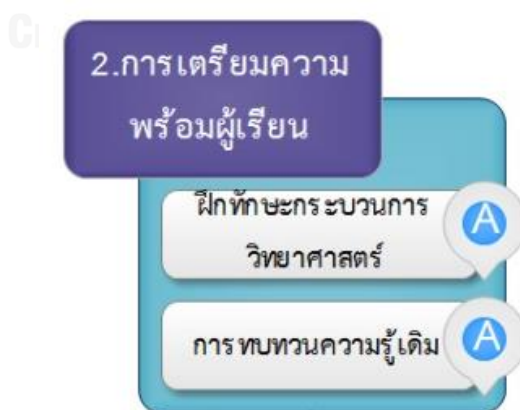 2.การเตรียมความ
พร้อมผู้เรียน
ฝึกทักษะกระบวนการ
วิทยาศาสตร์
A
การทบทวนความรู้เดิม
A